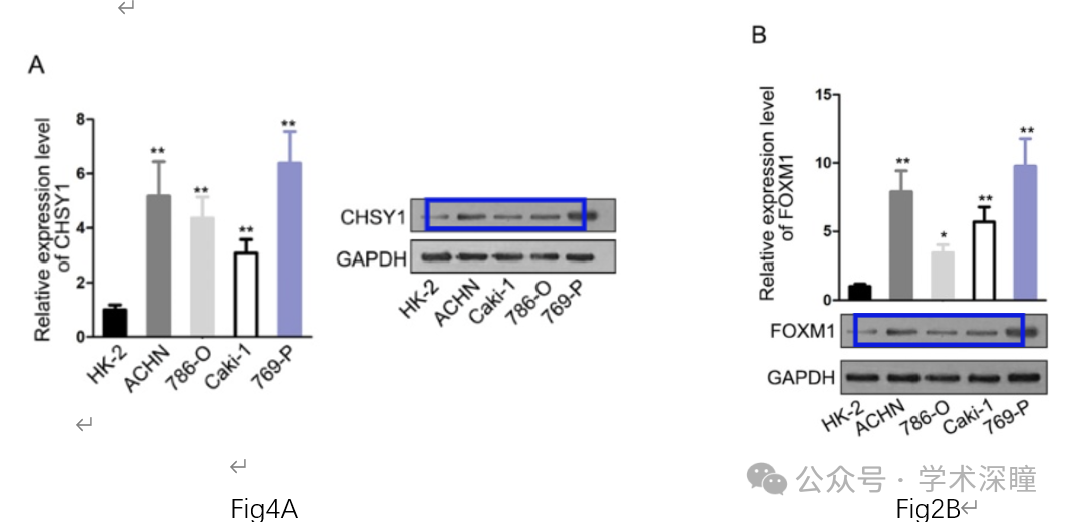 A
Relative expression level
of CHSY1
8
6
4
2
0
**
**
**
**
HK-2
ACHN
786-O
Caki-1
769-P
CHSY1
GAPDH
HK-2
ACHN
Caki-1
786-O
769-P
Fig4A
B
Relative expression level
of FOXM1
15
10
5
0
**
*
**
**
FOXM1
GAPDH
HK-2
ACHN
786-O
Caki-1
769-P
公众号 · 学术深瞳
Fig2B